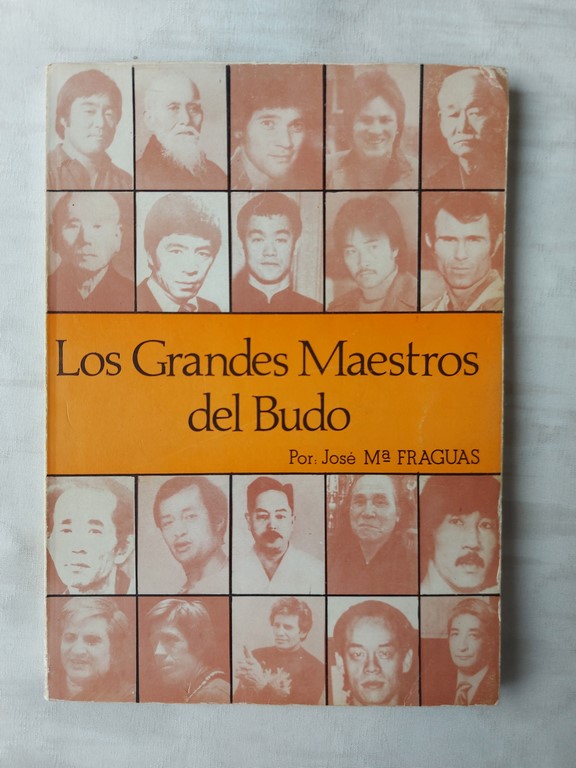 Los Grandes Maestros
del Budo
Por: José Mª FRAGUAS